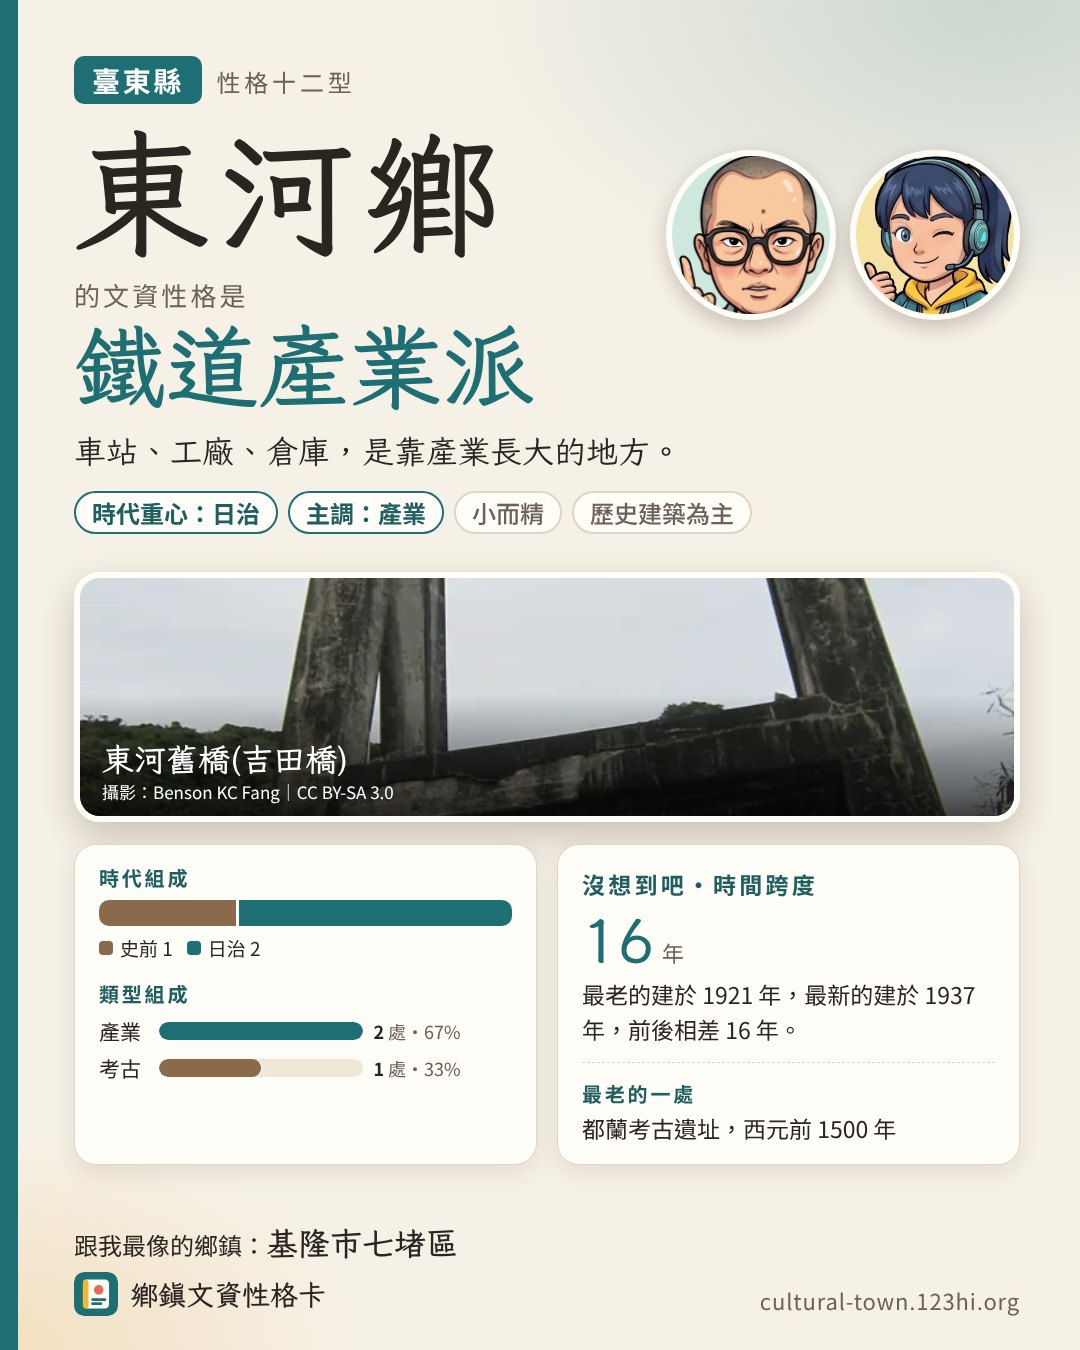 臺東縣 性格十二型
東河鄉
的文資性格是
鐵道產業派
車站、工廠、倉庫，是靠產業長大的地方。
時代重心：日治 主調：產業 小而精 歷史建築為主
東河舊橋(吉田橋)
攝影：Benson KC Fang｜CC BY-SA 3.0
時代組成
史前 1 日治 2
類型組成
產業 2 處・67%
考古 1 處・33%
沒想到吧・時間跨度
16 年
最老的建於 1921 年，最新的建於 1937
年，前後相差 16 年。
最老的一處
都蘭考古遺址，西元前 1500 年
跟我最像的鄉鎮：基隆市七堵區
鄉鎮文資性格卡
cultural-town.123hi.org